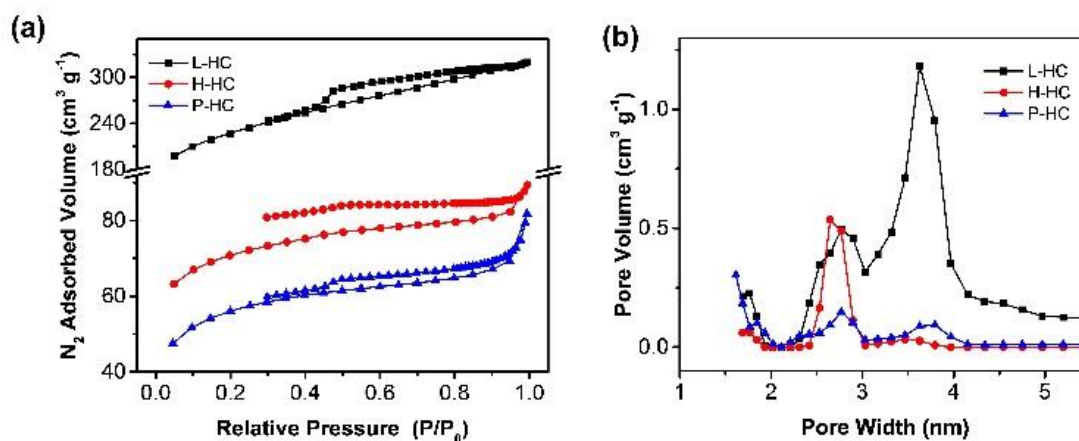 (a)
L-HC
H-HC
P-HC
N₂ Adsorbed Volume (cm³ g⁻¹)
300
240
180
80
60
40
0.0 0.2 0.4 0.6 0.8 1.0
Relative Pressure (P/P₀)
(b)
L-HC
H-HC
P-HC
Pore Volume (cm³ g⁻¹)
1.0
0.5
0.0
1 2 3 4 5
Pore Width (nm)